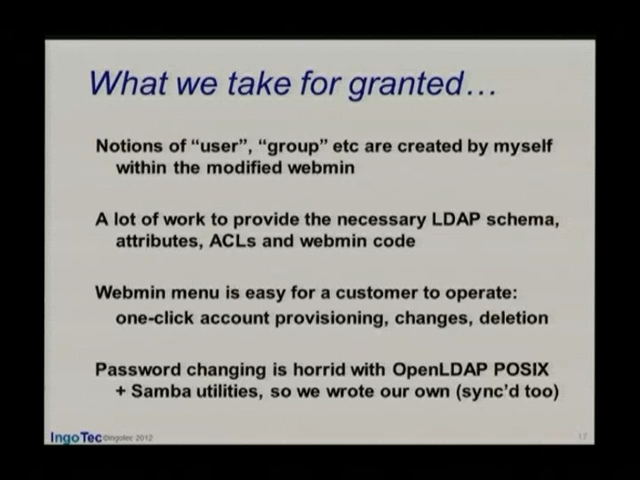 What we take for granted…
Notions of “user”, “group” etc are created by myself
within the modified webmin
A lot of work to provide the necessary LDAP schema,
attributes, ACLs and webmin code
Webmin menu is easy for a customer to operate:
one-click account provisioning, changes, deletion
Password changing is horrid with OpenLDAP POSIX
+ Samba utilities, so we wrote our own (sync’d too)
IngoTec ©Ingotec 2012
17